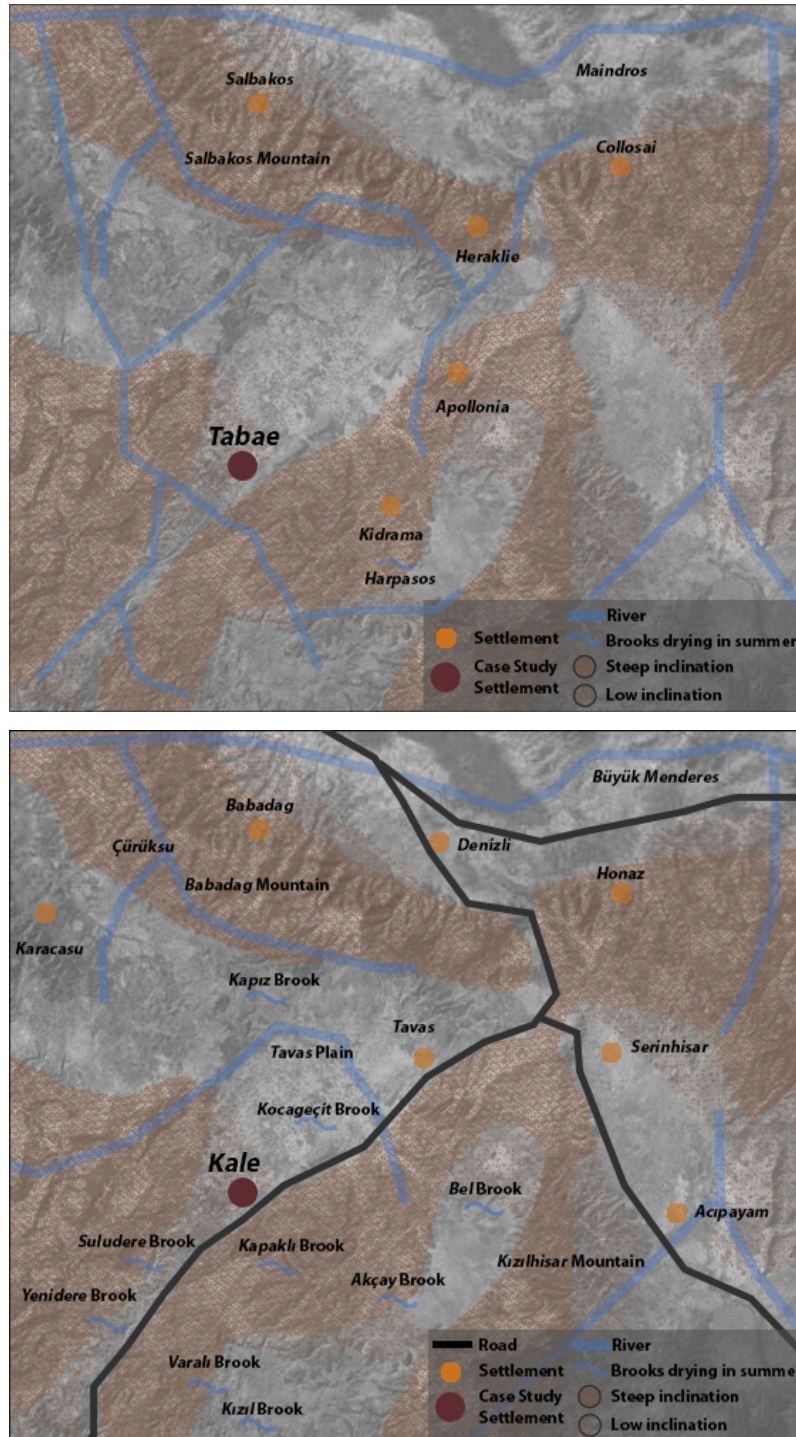 Salbakos
Maindros
Salbakos Mountain
Collosai
Heraklie
Apollonia
Tabae
Kidrama
Harpasos
River
Settlement
Brooks drying in summer
Case Study
Settlement
Steep inclination
Low inclination
Büyük Menderes
Babadag
Denizli
Çürüksu
Babadag Mountain
Honaz
Karacasu
Kapız Brook
Tavas
Tavas Plain
Serinhisar
Kocageçit Brook
Kale
Bel Brook
Acıpayam
Suludere Brook
Kapaklı Brook
Kızılhisar Mountain
Akçay Brook
Yenidere Brook
Road
River
Varalı Brook
Settlement
Brooks drying in summer
Kızıl Brook
Case Study
Settlement
Steep inclination
Low inclination